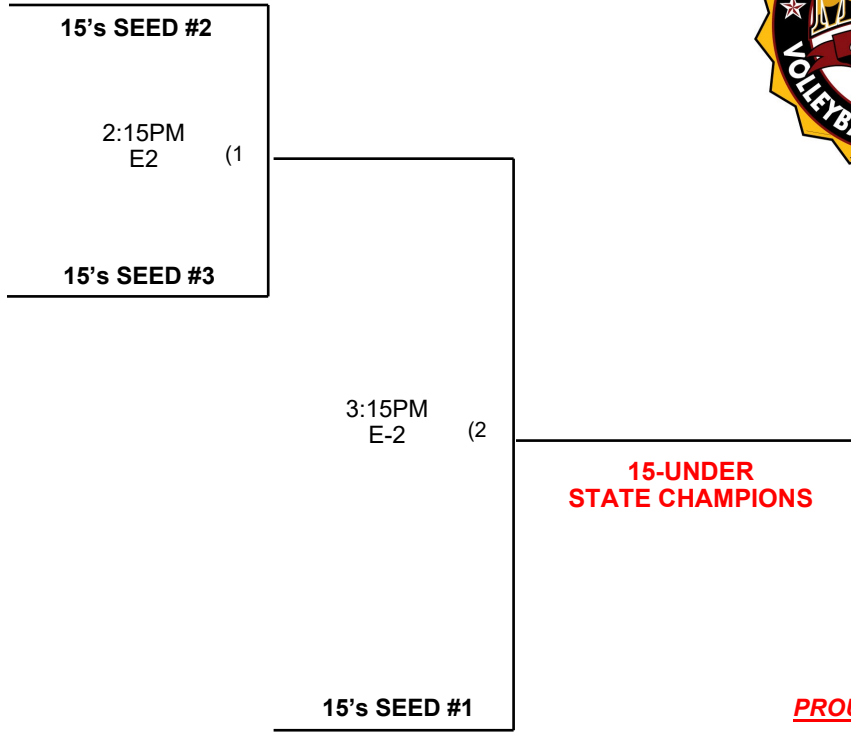 15’s SEED #2
2:15PM
E2 (1
15’s SEED #3
3:15PM
E-2 (2
15-UNDER
STATE CHAMPIONS
15’s SEED #1